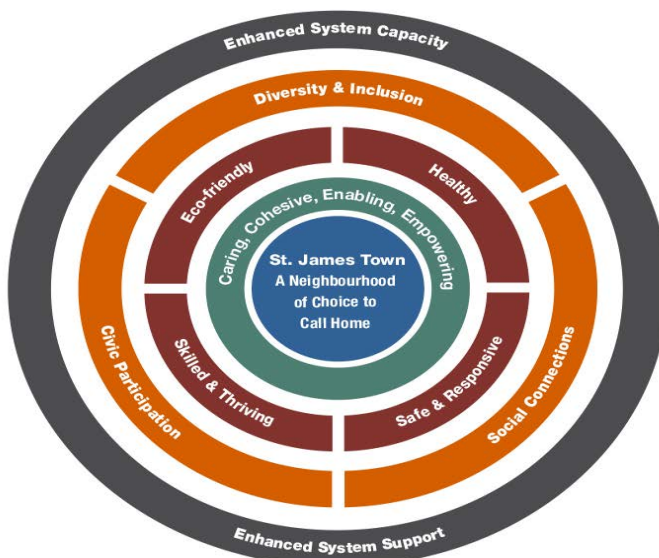 Enhanced System Capacity
Diversity & Inclusion
Eco-friendly
Healthy
Caring, Cohesive, Enabling, Empowering
St. James Town
A Neighbourhood
of Choice to
Call Home
Civic Participation
Skilled & Thriving
Safe & Responsive
Social Connections
Enhanced System Support